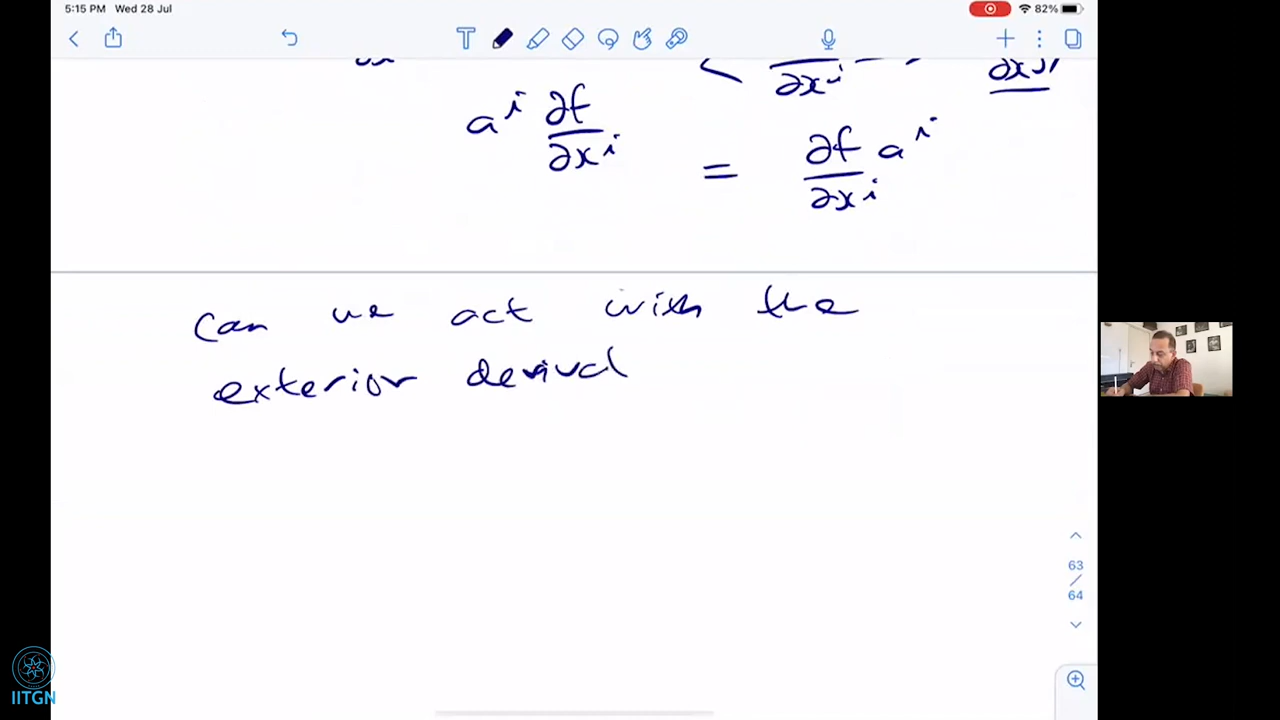 5:15 PM Wed 28 Jul
82%
a^i ∂f/∂x^i
= ∂f/∂x^i a^i
Can we act with the
exterior derivat
63
/
64
IITGN